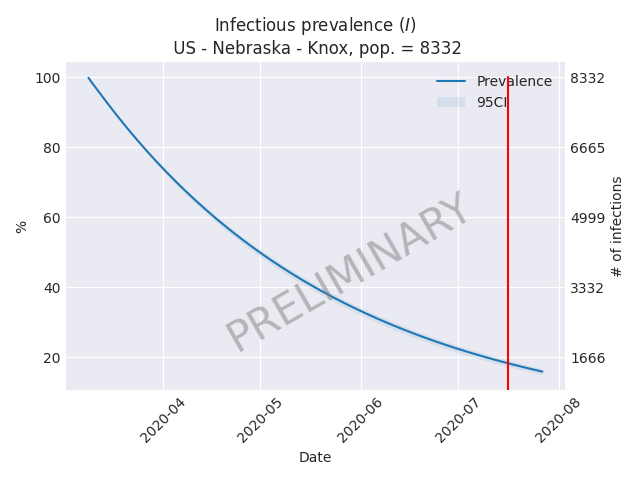 Infectious prevalence (I)
US - Nebraska - Knox, pop. = 8332
Prevalence
95CI
100
80
60
40
20
%
8332
6665
4999
3332
1666
# of infections
PRELIMINARY
2020-04
2020-05
2020-06
2020-07
2020-08
Date